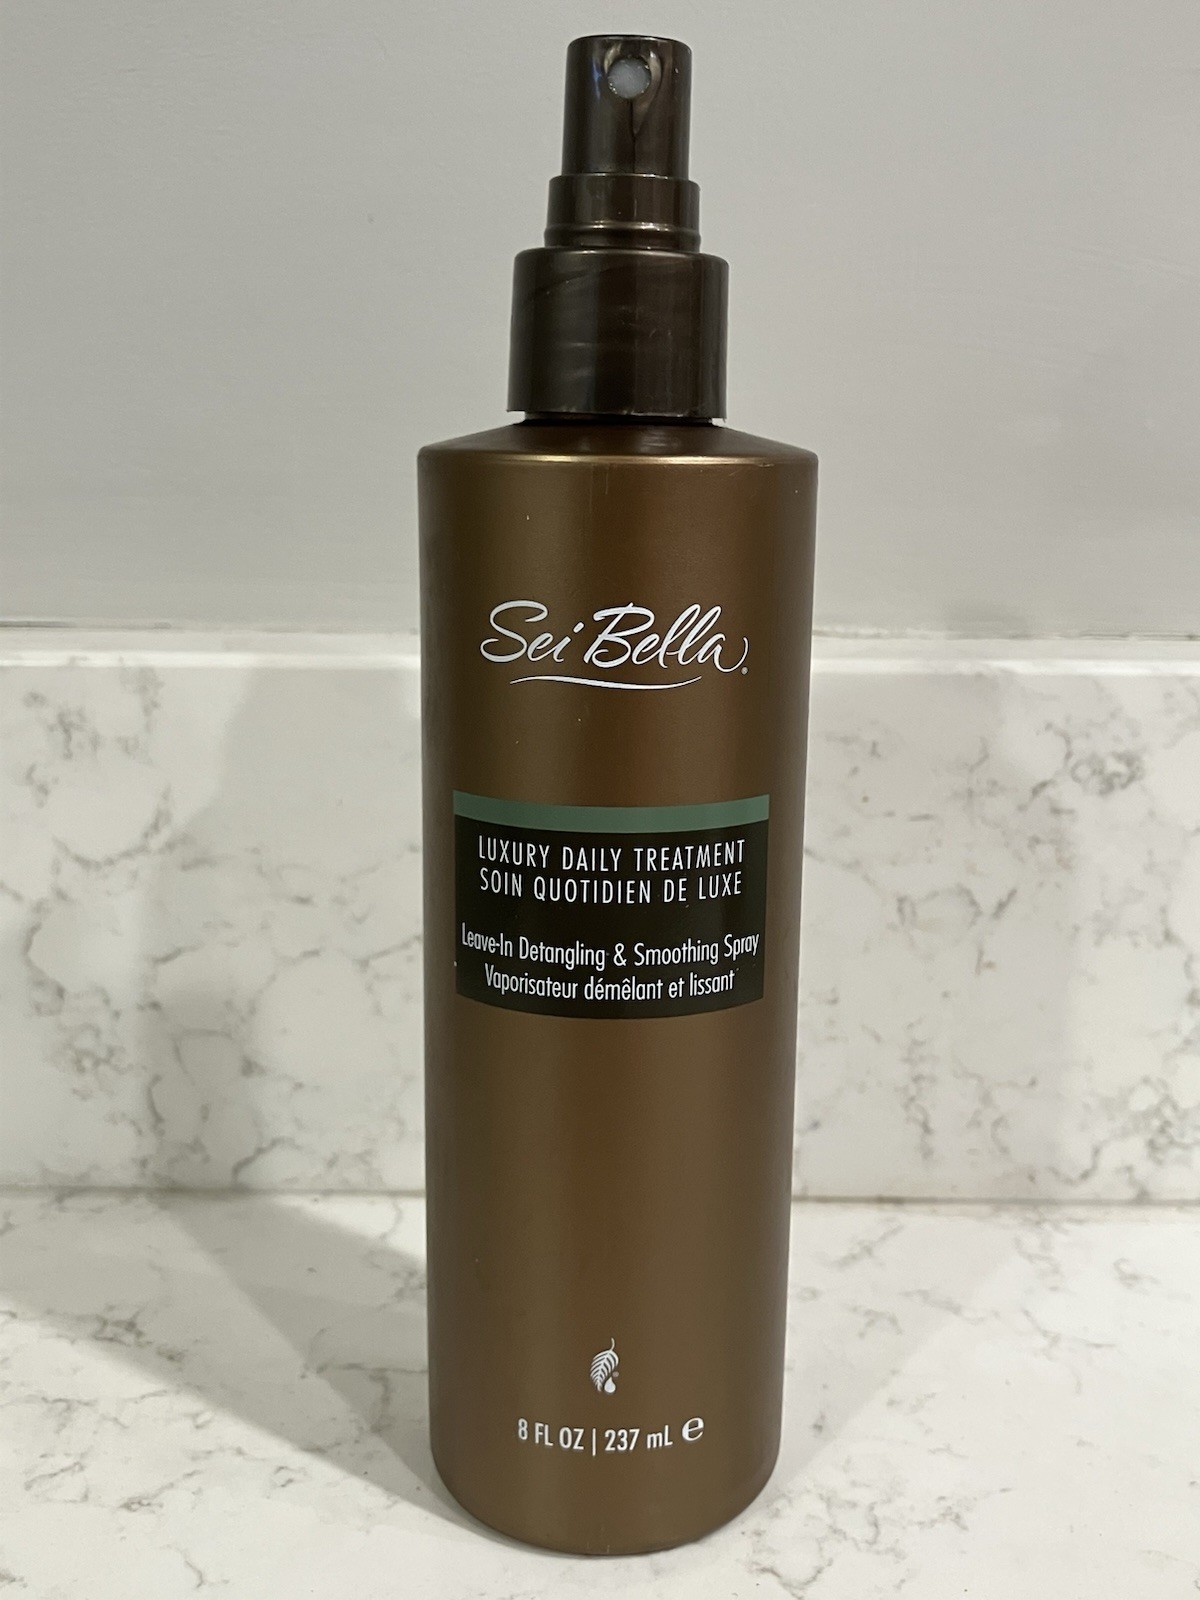 Sei Bella®
LUXURY DAILY TREATMENT
SOIN QUOTIDIEN DE LUXE
Leave-In Detangling & Smoothing Spray
Vaporisateur démêlant et lissant
8 FL OZ | 237 mL ℮